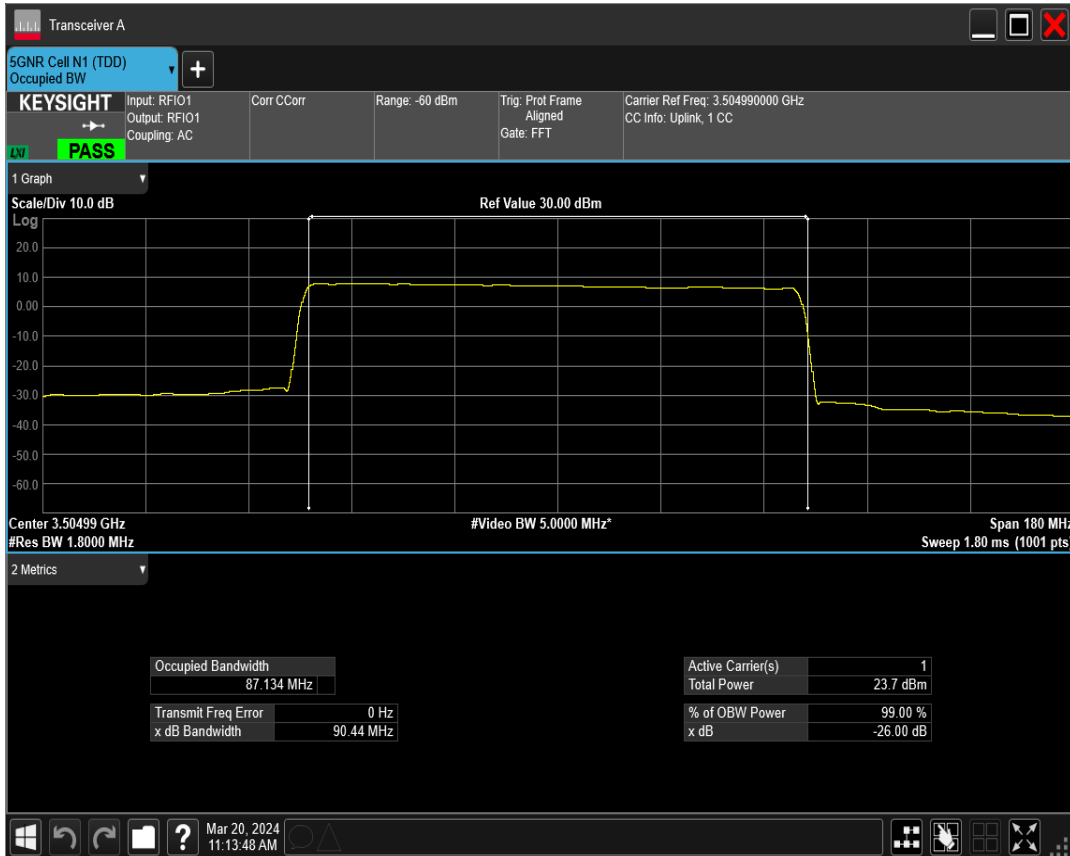 Transceiver A
5GNR Cell N1 (TDD)
Occupied BW
+
KEYSIGHT
LXI
PASS
Input: RFIO1
Output: RFIO1
Coupling: AC
Corr CCorr
Range: -60 dBm
Trig: Prot Frame
Aligned
Gate: FFT
Carrier Ref Freq: 3.504990000 GHz
CC Info: Uplink, 1 CC
1 Graph
Scale/Div 10.0 dB
Ref Value 30.00 dBm
Log
20.0
10.0
0.00
-10.0
-20.0
-30.0
-40.0
-50.0
-60.0
Center 3.50499 GHz
#Video BW 5.0000 MHz*
Span 180 MHz
#Res BW 1.8000 MHz
Sweep 1.80 ms (1001 pts)
2 Metrics
Occupied Bandwidth
87.134 MHz
Transmit Freq Error 0 Hz
x dB Bandwidth 90.44 MHz
Active Carrier(s) 1
Total Power 23.7 dBm
% of OBW Power 99.00 %
x dB -26.00 dB
?
Mar 20, 2024
11:13:48 AM